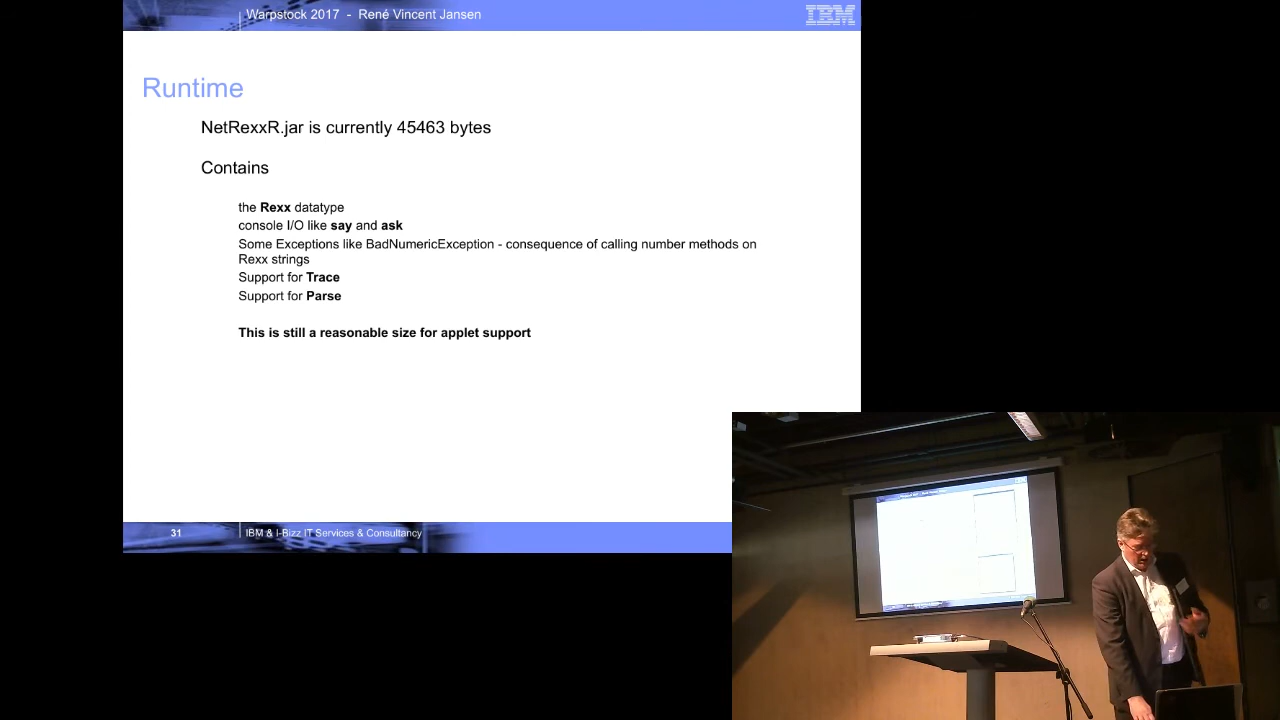 Warpstock 2017 - René Vincent Jansen
IBM
Runtime
NetRexxR.jar is currently 45463 bytes
Contains
the Rexx datatype
console I/O like say and ask
Some Exceptions like BadNumericException - consequence of calling number methods on
Rexx strings
Support for Trace
Support for Parse
This is still a reasonable size for applet support
31
IBM & I-Bizz IT Services & Consultancy